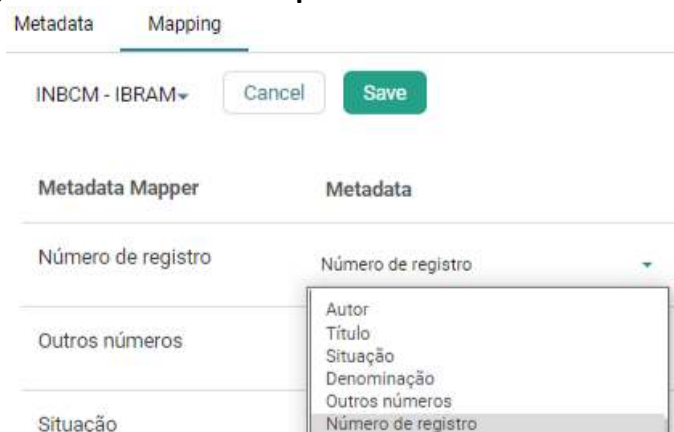 Metadata Mapping
INBCM - IBRAM Cancel Save
Metadata Mapper Metadata
Número de registro Número de registro
Autor
Título
Outros números Situação
Denominação
Outros números
Situação Número de registro